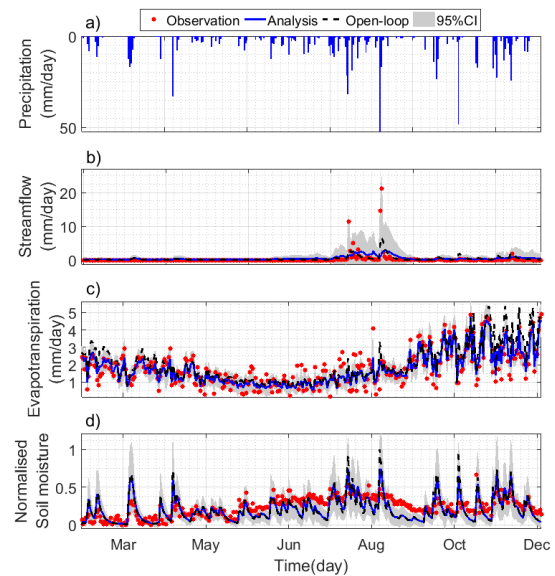 Observation Analysis Open-loop 95%CI
a)
0
50
Precipitation
(mm/day)
b)
20
10
0
Streamflow
(mm/day)
c)
5
4
3
2
1
Evapotranspiration
(mm/day)
d)
1
0.5
0
Normalised
Soil moisture
Mar May Jun Aug Oct Dec
Time(day)